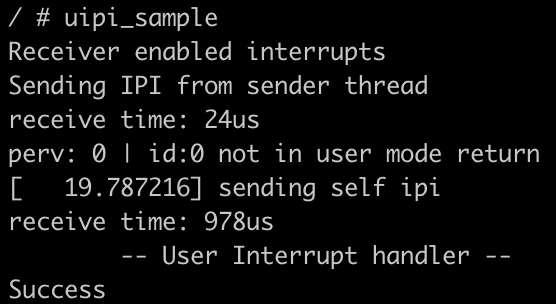 / # uipi_sample
Receiver enabled interrupts
Sending IPI from sender thread
receive time: 24us
perv: 0 | id:0 not in user mode return
[   19.787216] sending self ipi
receive time: 978us
        -- User Interrupt handler --
Success